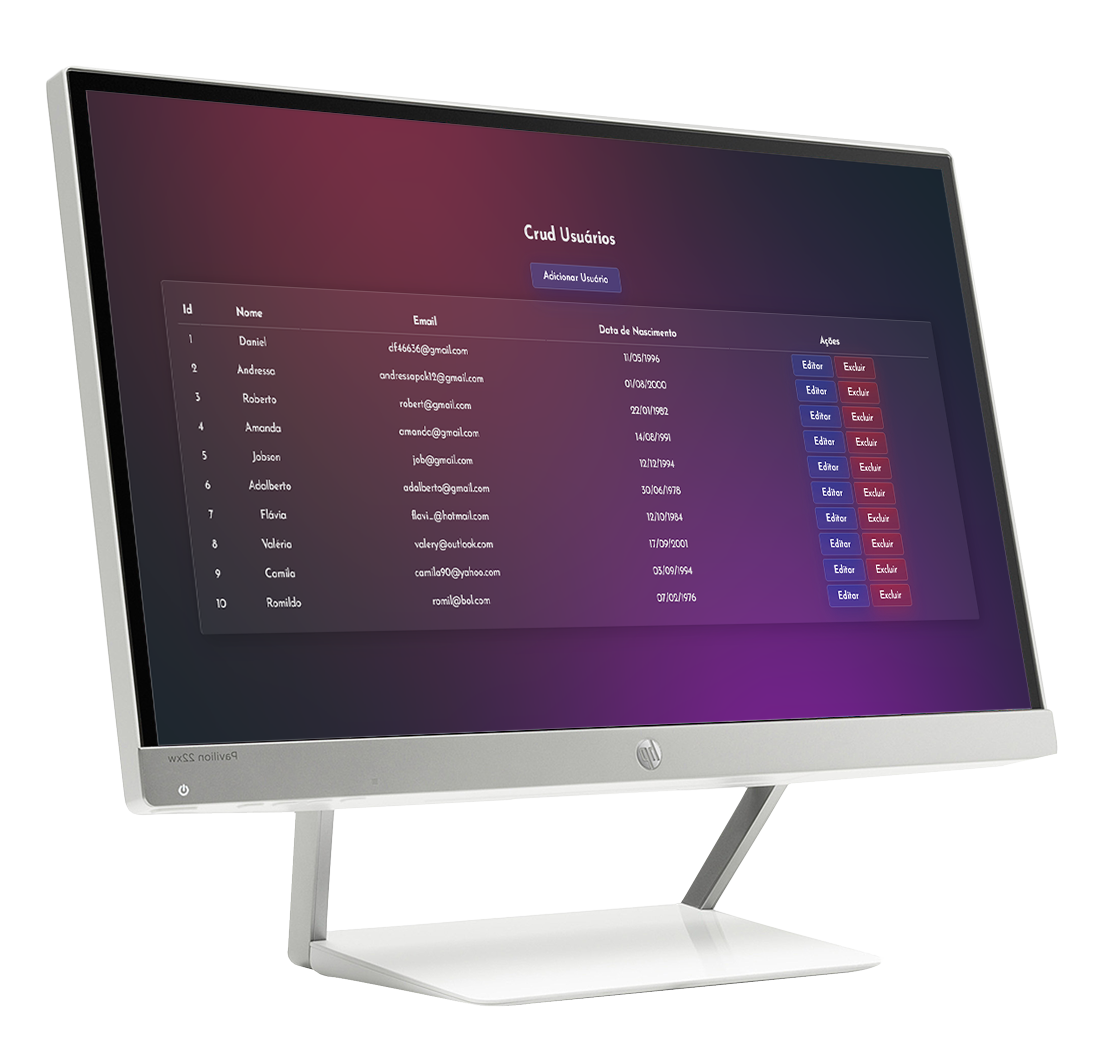 Crud Usuários
Adicionar Usuário
Id Nome Email Data de Nascimento Ações
1 Daniel df46636@gmail.com 11/05/1996 Editar Excluir
2 Andressa andressapok12@gmail.com 01/08/2000 Editar Excluir
3 Roberto robert@gmail.com 22/01/1982 Editar Excluir
4 Amanda amanda@gmail.com 14/08/1991 Editar Excluir
5 Jobson job@gmail.com 12/12/1994 Editar Excluir
6 Adalberto adalberto@gmail.com 30/06/1978 Editar Excluir
7 Flávia flavi_@hotmail.com 12/10/1984 Editar Excluir
8 Valéria valery@outlook.com 17/09/2001 Editar Excluir
9 Camila camila90@yahoo.com 03/09/1994 Editar Excluir
10 Romildo romil@bol.com 07/02/1976 Editar Excluir
Pavilion 22xw
hp